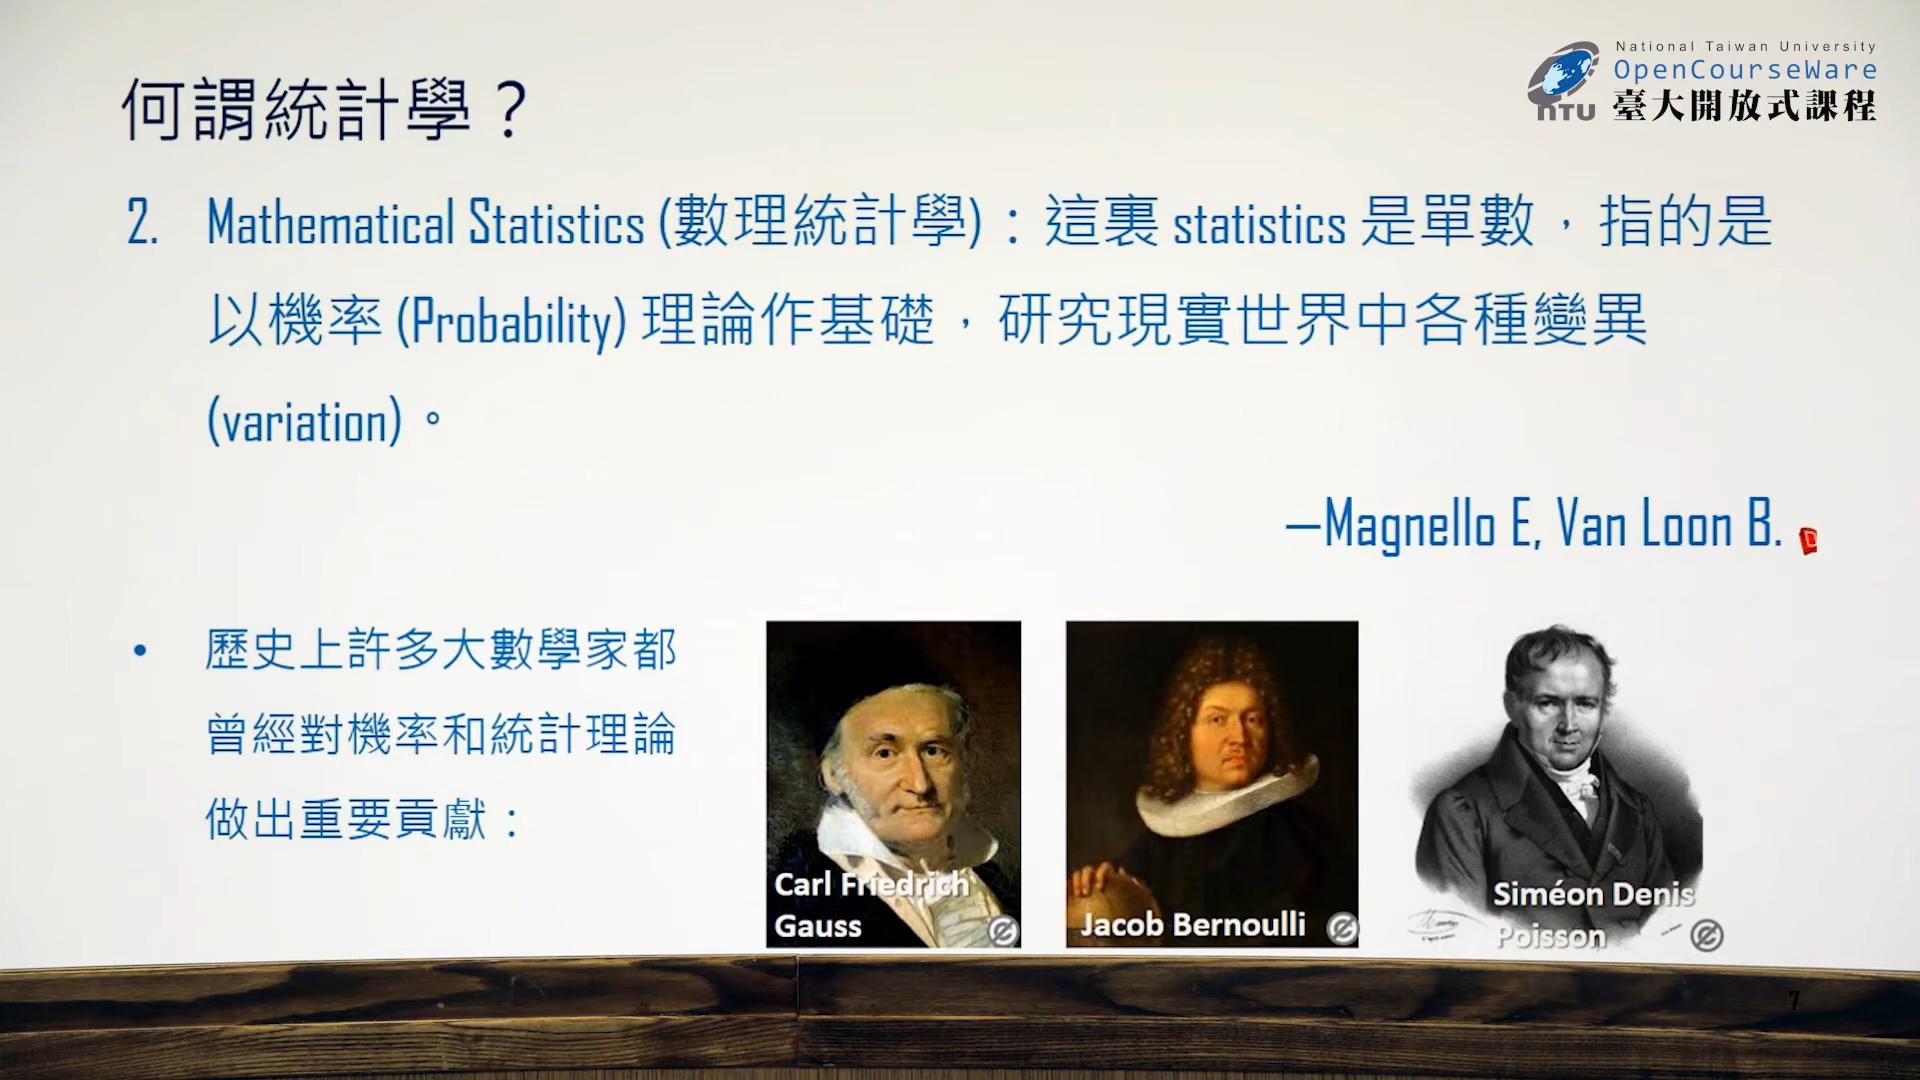 National Taiwan University
OpenCourseWare
NTU
臺大開放式課程
何謂統計學？
2. Mathematical Statistics (數理統計學)：這裏 statistics 是單數，指的是
以機率 (Probability) 理論作基礎，研究現實世界中各種變異
(variation)。
—Magnello E, Van Loon B.
• 歷史上許多大數學家都
曾經對機率和統計理論
做出重要貢獻：
Carl Friedrich
Gauss
Jacob Bernoulli
Siméon Denis
Poisson
7